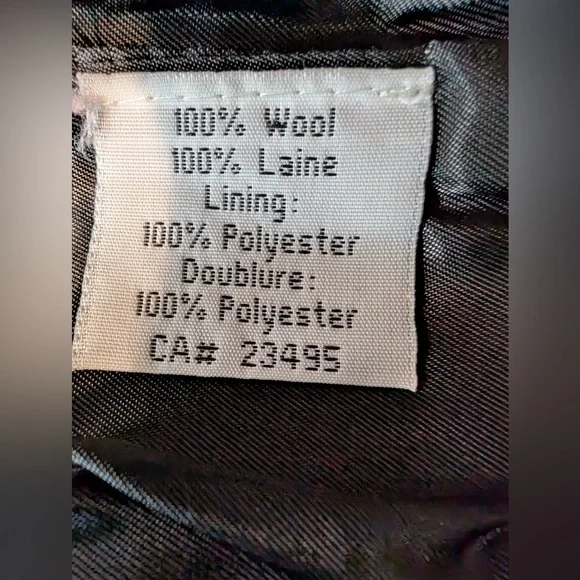 100% Wool
100% Laine
Lining:
100% Polyester
Doublure:
100% Polyester
CA# 23495